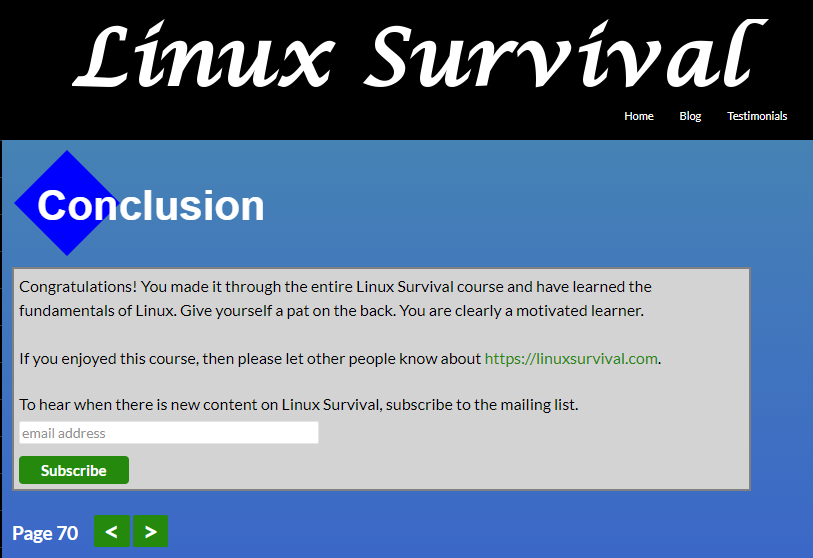 Linux Survival
Home Blog Testimonials
Conclusion
Congratulations! You made it through the entire Linux Survival course and have learned the
fundamentals of Linux. Give yourself a pat on the back. You are clearly a motivated learner.
If you enjoyed this course, then please let other people know about https://linuxsurvival.com.
To hear when there is new content on Linux Survival, subscribe to the mailing list.
email address
Subscribe
Page 70 < >